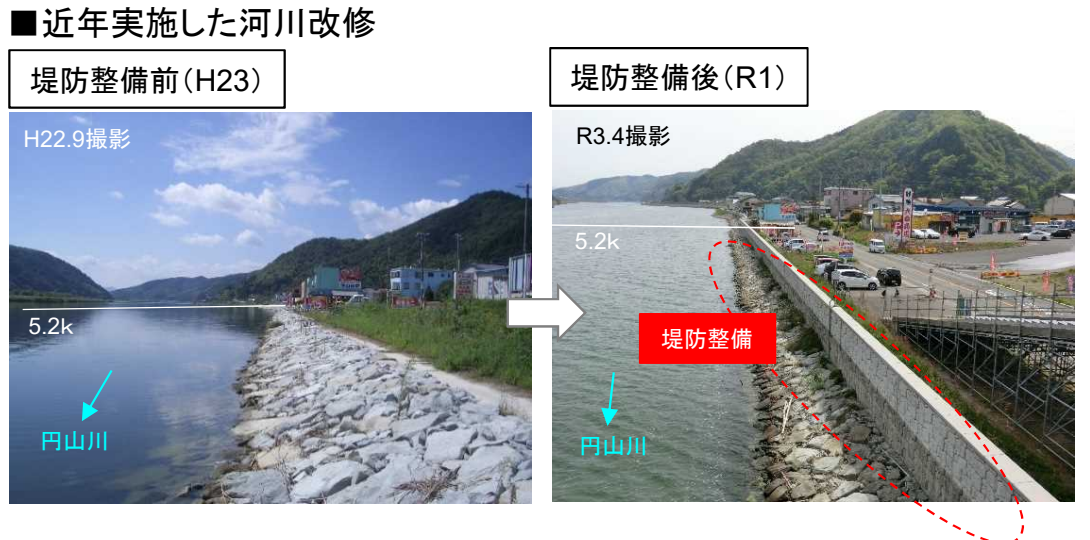 ■近年実施した河川改修
堤防整備前(H23)
堤防整備後(R1)
H22.9撮影
5.2k
円山川
R3.4撮影
5.2k
堤防整備
円山川